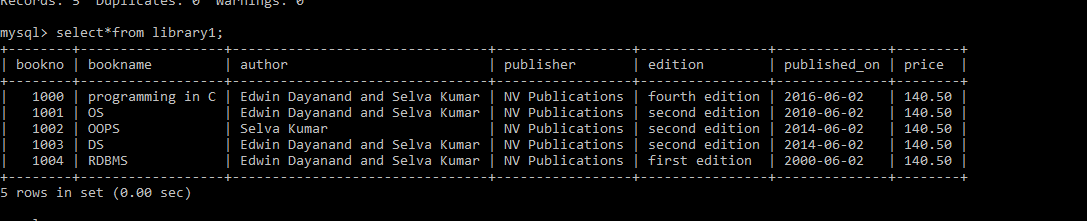 Records: 5  Duplicates: 0  Warnings: 0
mysql> select*from library1;
+--------+------------------+--------------------------------+-----------------+----------------+--------------+--------+
| bookno | bookname         | author                         | publisher       | edition        | published_on | price  |
+--------+------------------+--------------------------------+-----------------+----------------+--------------+--------+
|   1000 | programming in C | Edwin Dayanand and Selva Kumar | NV Publications | fourth edition | 2016-06-02   | 140.50 |
|   1001 | OS               | Edwin Dayanand and Selva Kumar | NV Publications | second edition | 2010-06-02   | 140.50 |
|   1002 | OOPS             | Selva Kumar                    | NV Publications | second edition | 2014-06-02   | 140.50 |
|   1003 | DS               | Edwin Dayanand and Selva Kumar | NV Publications | second edition | 2014-06-02   | 140.50 |
|   1004 | RDBMS            | Edwin Dayanand and Selva Kumar | NV Publications | first edition  | 2000-06-02   | 140.50 |
+--------+------------------+--------------------------------+-----------------+----------------+--------------+--------+
5 rows in set (0.00 sec)